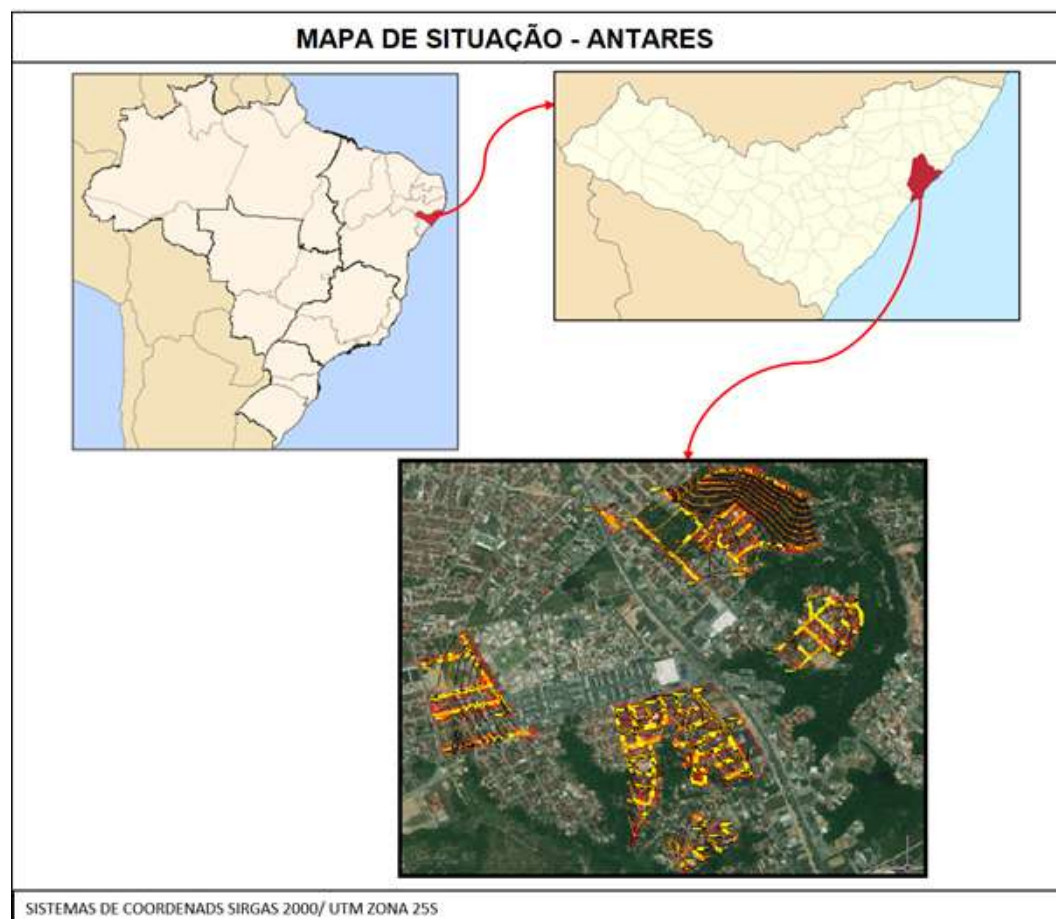 MAPA DE SITUAÇÃO - ANTARES
SISTEMAS DE COORDENADS SIRGAS 2000/ UTM ZONA 25S